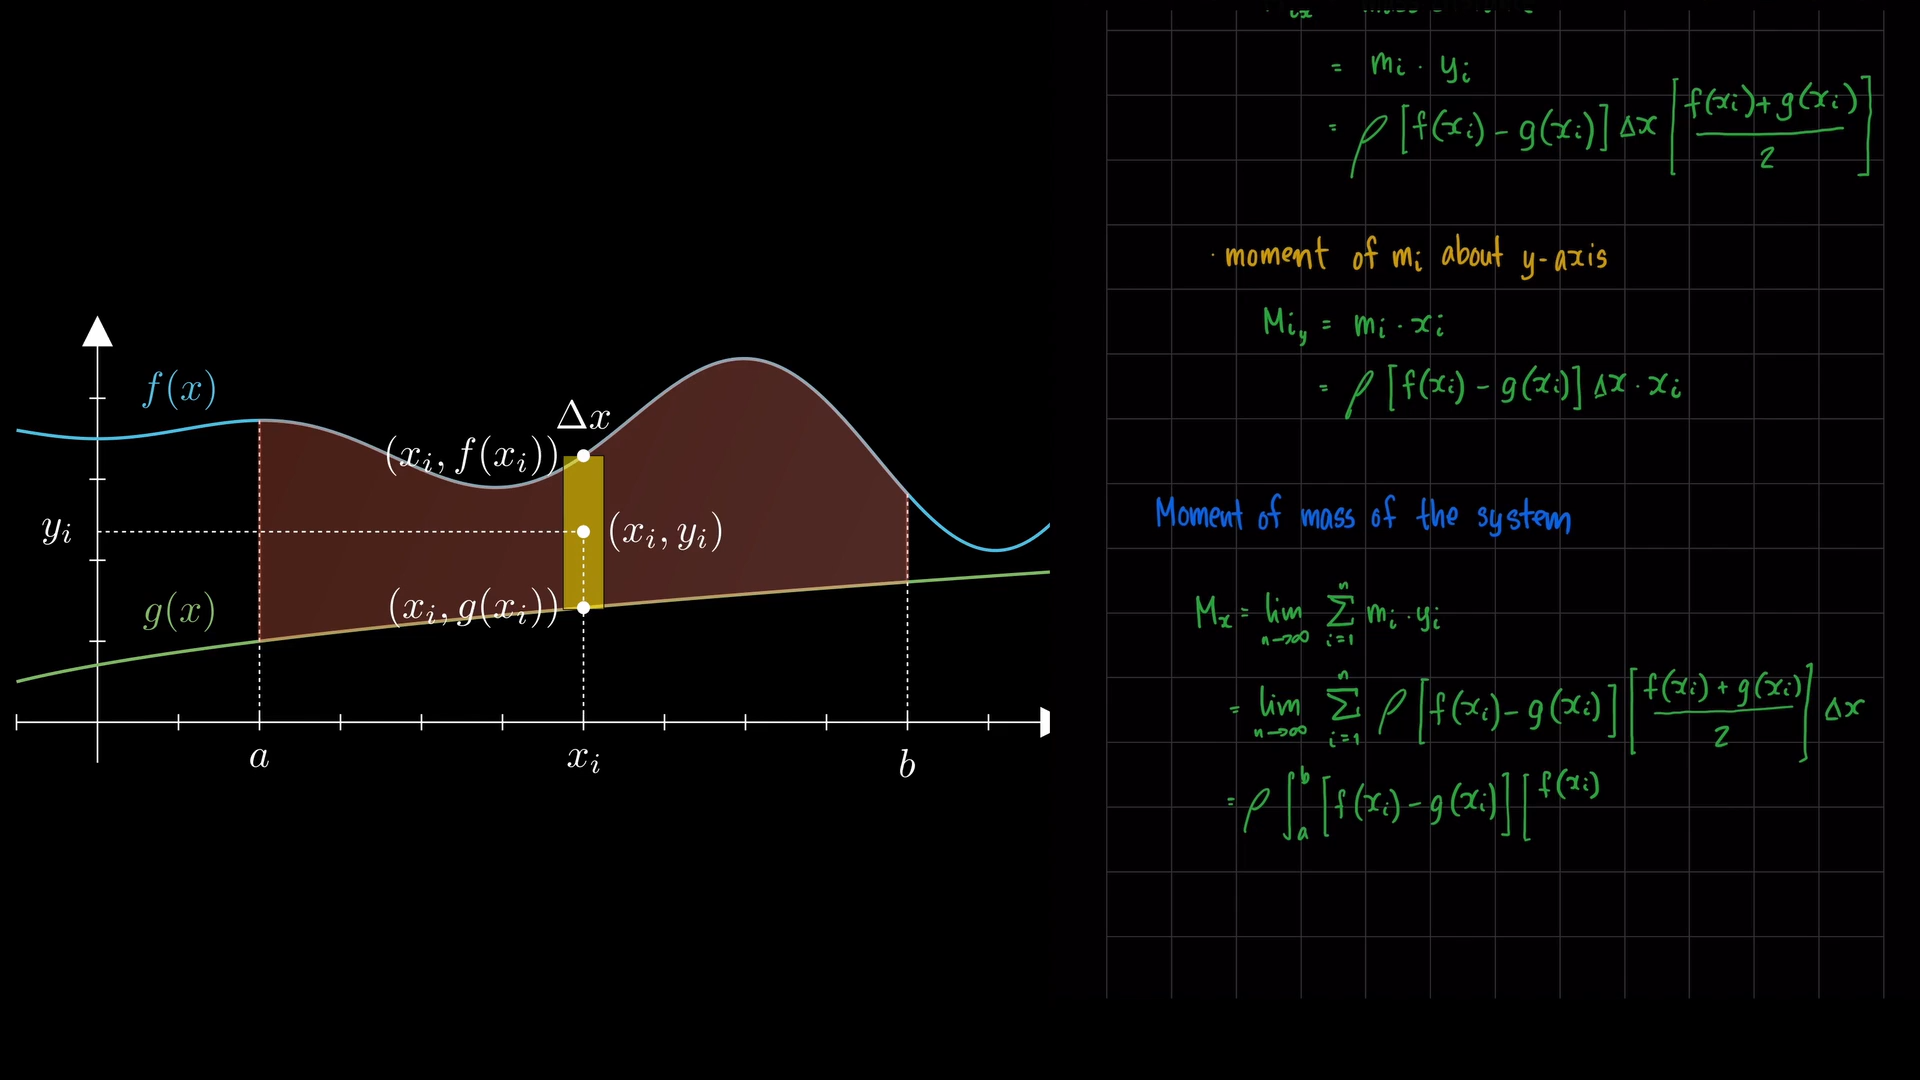 f(x)
Δx
(x_i, f(x_i))
y_i
(x_i, y_i)
g(x)
(x_i, g(x_i))
a
x_i
b
= m_i · y_i
= ρ [f(x_i) - g(x_i)] Δx [(f(x_i) + g(x_i))/2]
· moment of m_i about y-axis
M_{i_y} = m_i · x_i
= ρ [f(x_i) - g(x_i)] Δx · x_i
Moment of mass of the system
M_x = lim_{n→∞} Σ_{i=1}^{n} m_i · y_i
= lim_{n→∞} Σ_{i=1}^{n} ρ [f(x_i) - g(x_i)] [(f(x_i) + g(x_i))/2] Δx
= ρ ∫_a^b [f(x_i) - g(x_i)] [f(x_i)